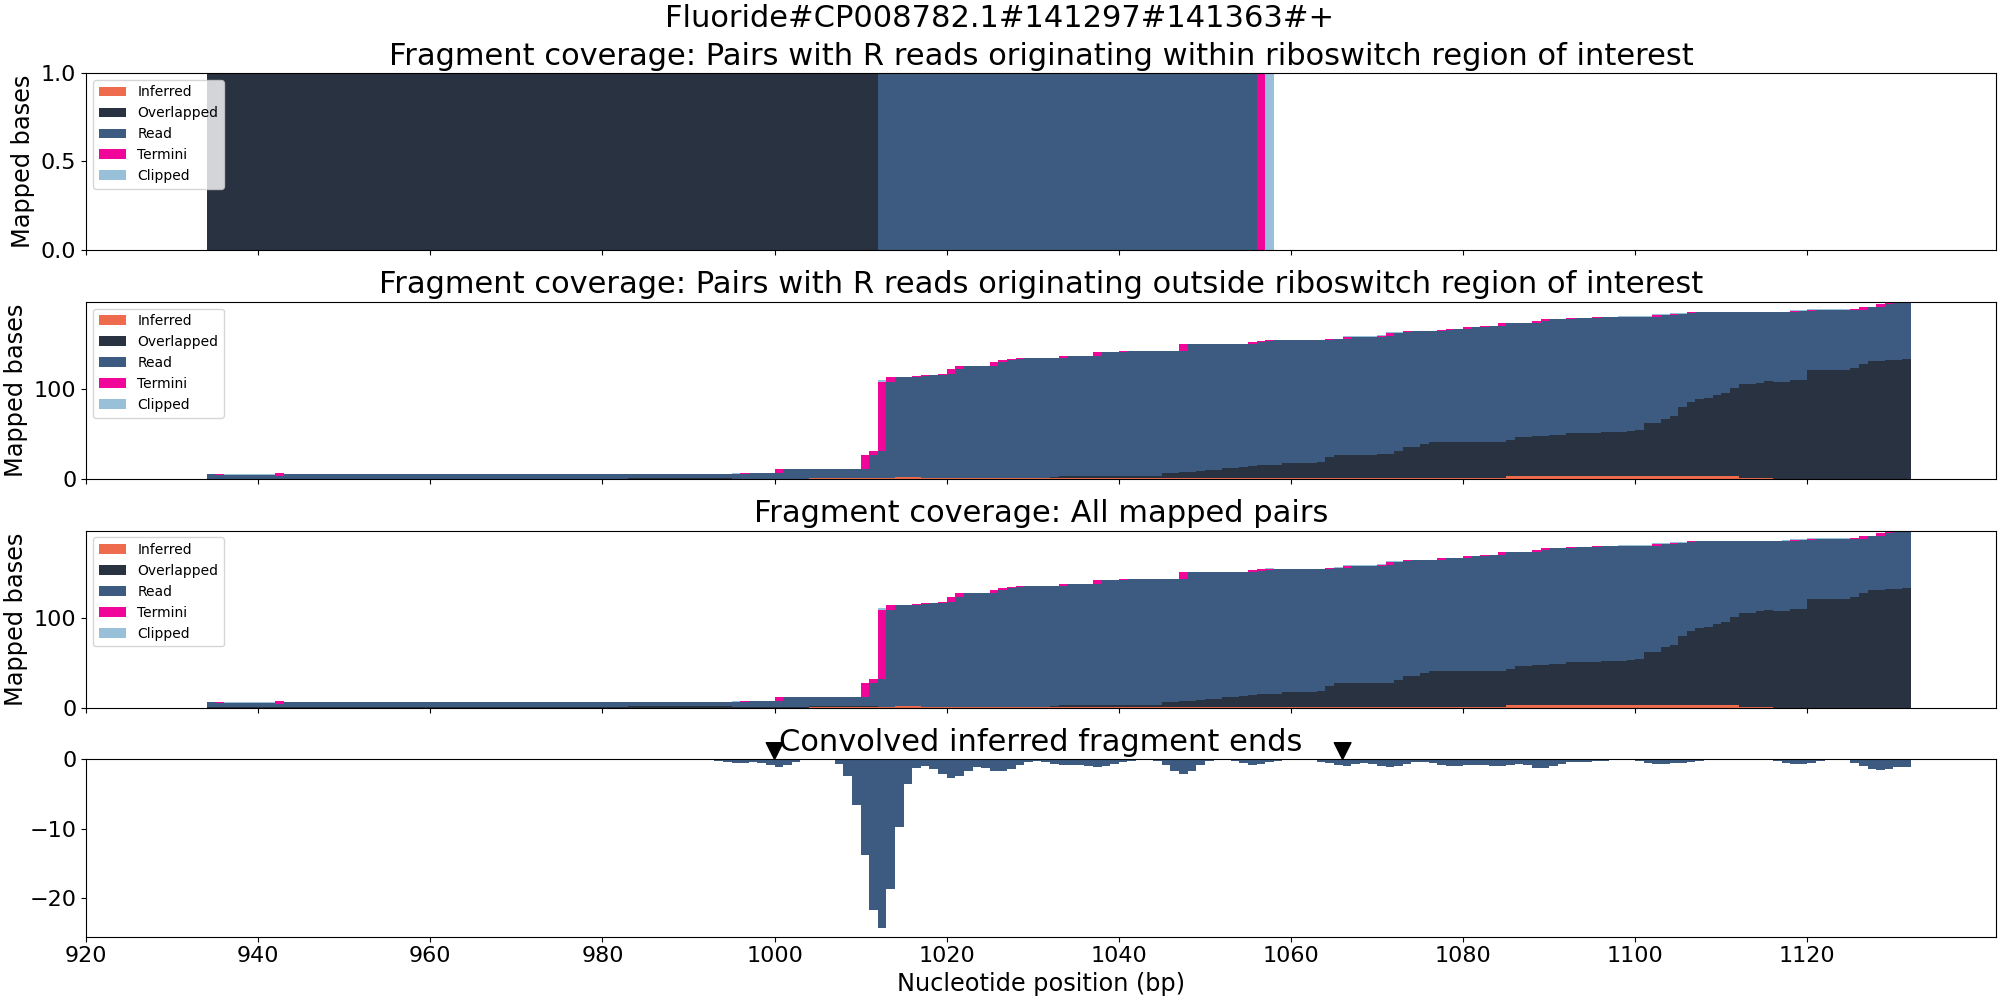 Fluoride#CP008782.1#141297#141363#+
Fragment coverage: Pairs with R reads originating within riboswitch region of interest
Mapped bases
1.0
0.5
0.0
Inferred
Overlapped
Read
Termini
Clipped
Fragment coverage: Pairs with R reads originating outside riboswitch region of interest
Mapped bases
100
0
Inferred
Overlapped
Read
Termini
Clipped
Fragment coverage: All mapped pairs
Mapped bases
100
0
Inferred
Overlapped
Read
Termini
Clipped
Convolved inferred fragment ends
0
−10
−20
920 940 960 980 1000 1020 1040 1060 1080 1100 1120
Nucleotide position (bp)